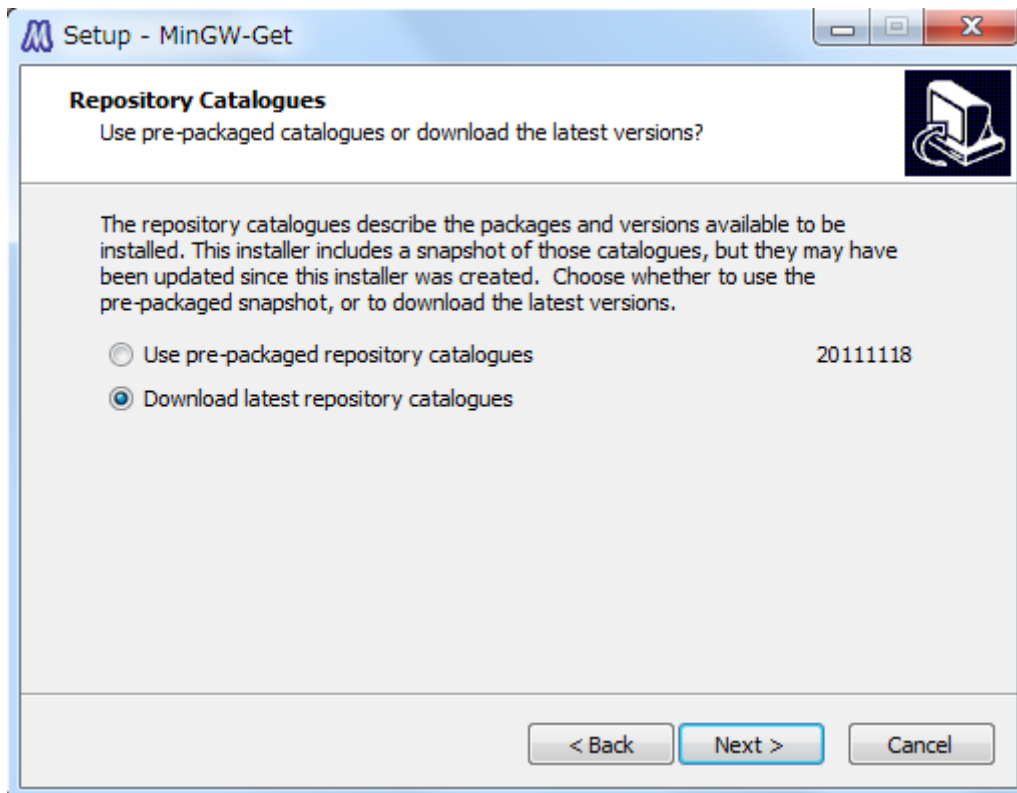 Setup - MinGW-Get
Repository Catalogues
Use pre-packaged catalogues or download the latest versions?
The repository catalogues describe the packages and versions available to be
installed. This installer includes a snapshot of those catalogues, but they may have
been updated since this installer was created.  Choose whether to use the
pre-packaged snapshot, or to download the latest versions.
Use pre-packaged repository catalogues 20111118
Download latest repository catalogues
< Back Next > Cancel